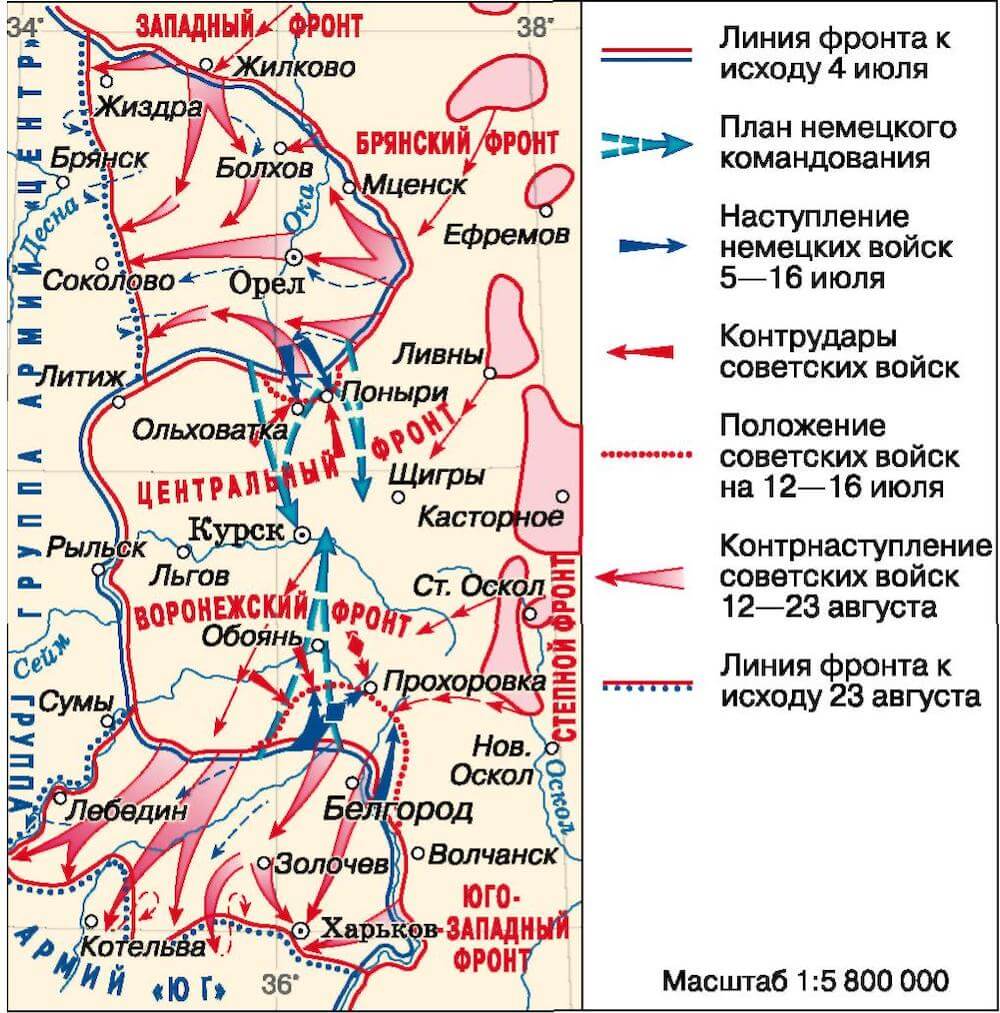 34°
ЗАПАДНЫЙ ФРОНТ
38°
Жилково
Жиздра
БРЯНСКИЙ ФРОНТ
Брянск
Болхов
Мценск
Десна
Ока
Ефремов
Соколово
Орел
ГРУППА АРМИЙ «ЦЕНТР»
Ливны
Литиж
Поныри
Ольховатка
ЦЕНТРАЛЬНЫЙ ФРОНТ
Щигры
Касторное
Курск
Рыльск
Льгов
Ст. Оскол
ВОРОНЕЖСКИЙ ФРОНТ
Обоянь
Сейм
СТЕПНОЙ ФРОНТ
Прохоровка
Сумы
Нов.
Оскол
Оскол
Лебедин
Белгород
Золочев
Волчанск
ЮГО-
ЗАПАДНЫЙ
ФРОНТ
Харьков
Котельва
ГРУППА
АРМИЙ «ЮГ»
36°
Линия фронта к
исходу 4 июля
План немецкого
командования
Наступление
немецких войск
5—16 июля
Контрудары
советских войск
Положение
советских войск
на 12—16 июля
Контрнаступление
советских войск
12—23 августа
Линия фронта к
исходу 23 августа
Масштаб 1:5 800 000